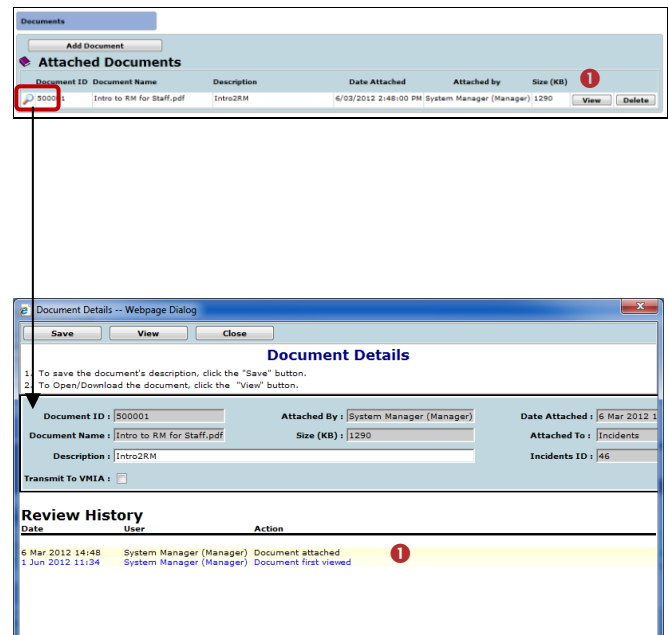 Documents
Add Document
Attached Documents
Document ID Document Name Description Date Attached Attached by Size (KB) 1
500001 Intro to RM for Staff.pdf Intro2RM 6/03/2012 2:48:00 PM System Manager (Manager) 1290 View Delete
Document Details -- Webpage Dialog x
Save View Close
Document Details
1. To save the document's description, click the "Save" button.
2. To Open/Download the document, click the "View" button.
Document ID : 500001 Attached By : System Manager (Manager) Date Attached : 6 Mar 2012 1
Document Name : Intro to RM for Staff.pdf Size (KB) : 1290 Attached To : Incidents
Description : Intro2RM Incidents ID : 46
Transmit To VMIA :
Review History
Date User Action
6 Mar 2012 14:48 System Manager (Manager) Document attached 1
1 Jun 2012 11:34 System Manager (Manager) Document first viewed